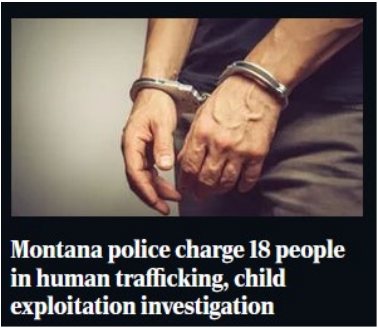 Montana police charge 18 people
in human trafficking, child
exploitation investigation